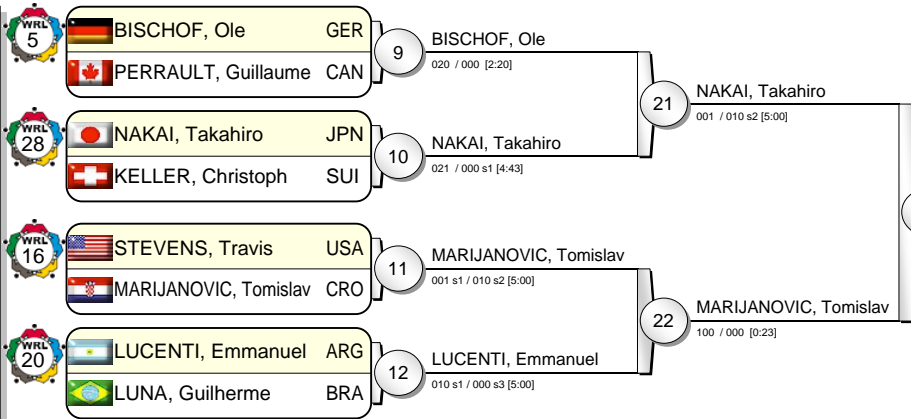 WRL
5
BISCHOF, Ole GER
PERRAULT, Guillaume CAN
9
BISCHOF, Ole
020 / 000 [2:20]
WRL
28
NAKAI, Takahiro JPN
KELLER, Christoph SUI
10
NAKAI, Takahiro
021 / 000 s1 [4:43]
21
NAKAI, Takahiro
001 / 010 s2 [5:00]
WRL
16
STEVENS, Travis USA
MARIJANOVIC, Tomislav CRO
11
MARIJANOVIC, Tomislav
001 s1 / 010 s2 [5:00]
WRL
20
LUCENTI, Emmanuel ARG
LUNA, Guilherme BRA
12
LUCENTI, Emmanuel
010 s1 / 000 s3 [5:00]
22
MARIJANOVIC, Tomislav
100 / 000 [0:23]